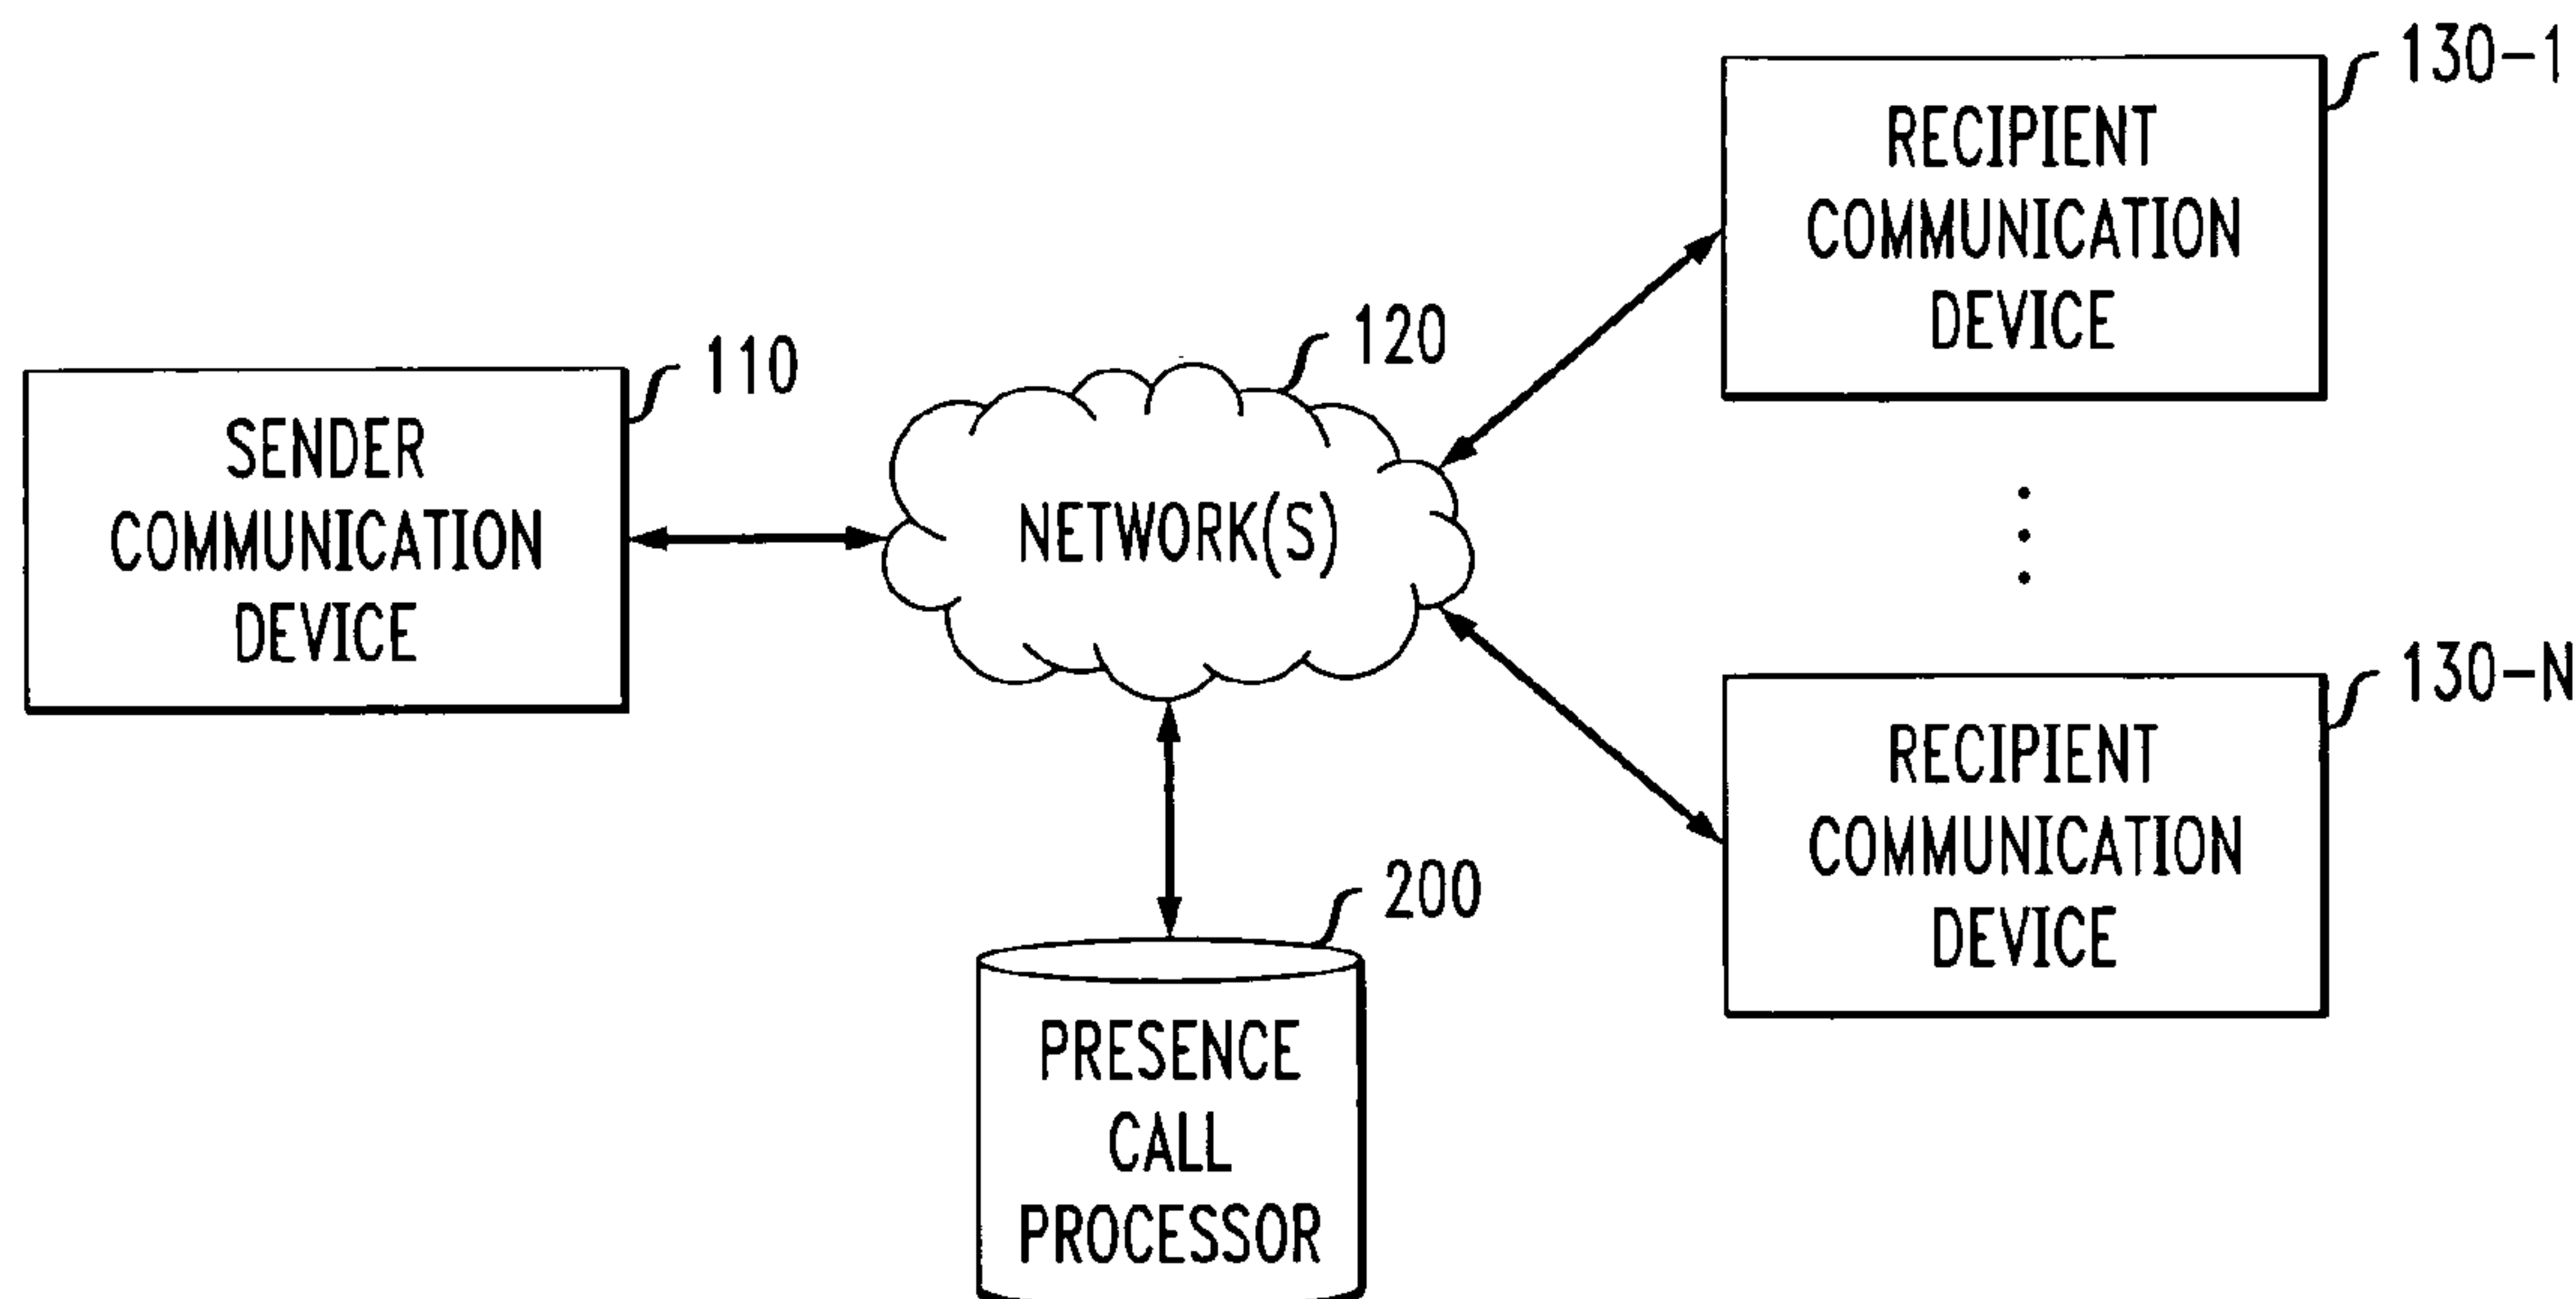 130-1
RECIPIENT
COMMUNICATION
DEVICE
120
110
SENDER
COMMUNICATION
DEVICE
NETWORK(S)
130-N
RECIPIENT
COMMUNICATION
DEVICE
200
PRESENCE
CALL
PROCESSOR